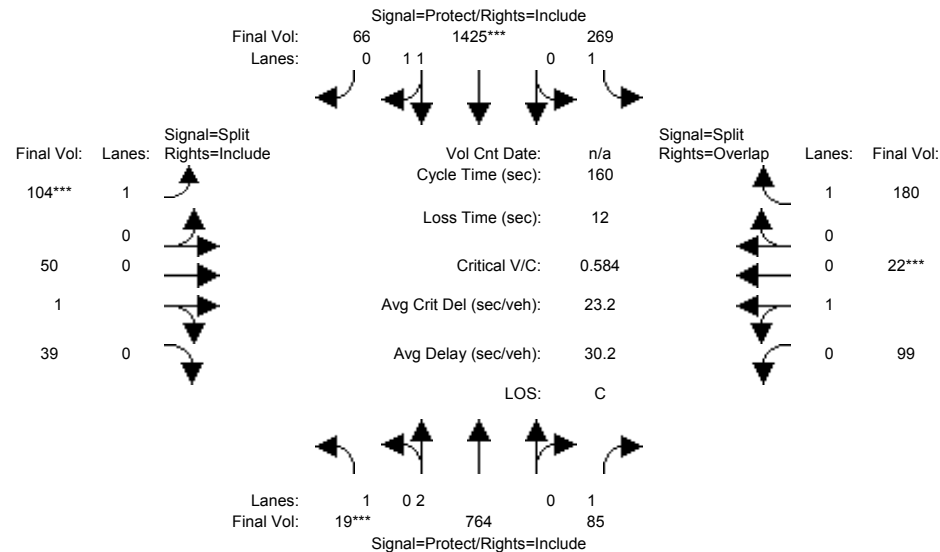 Signal=Protect/Rights=Include
Final Vol: 66 1425*** 269
Lanes: 0 1 1 0 1
Signal=Split Signal=Split
Final Vol: Lanes: Rights=Include Vol Cnt Date: n/a Rights=Overlap Lanes: Final Vol:
Cycle Time (sec): 160
104*** 1 1 180
Loss Time (sec): 12
0 0
50 0 Critical V/C: 0.584 0 22***
1 Avg Crit Del (sec/veh): 23.2 1
39 0 Avg Delay (sec/veh): 30.2 0 99
LOS: C
Lanes: 1 0 2 0 1
Final Vol: 19*** 764 85
Signal=Protect/Rights=Include